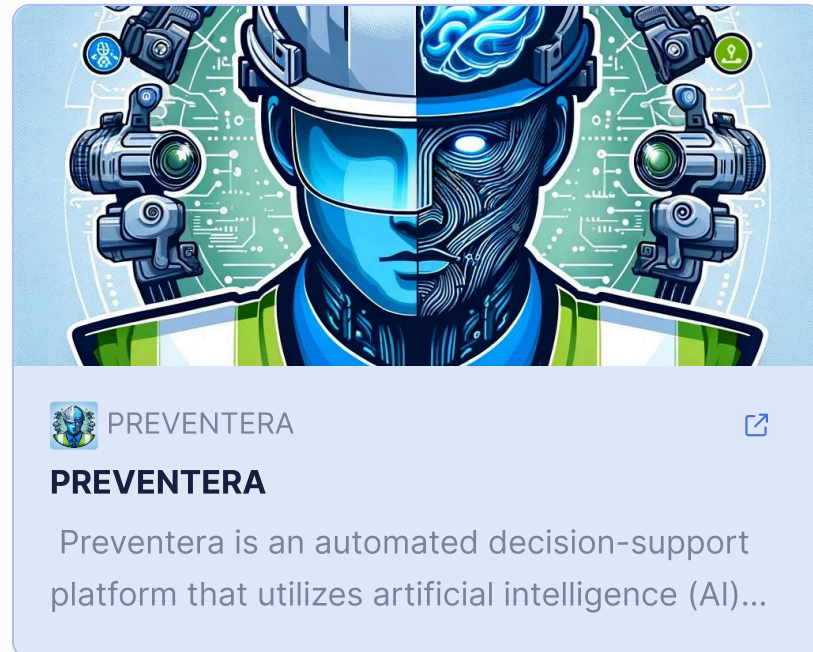 PREVENTERA
PREVENTERA
Preventera is an automated decision-support
platform that utilizes artificial intelligence (AI)...